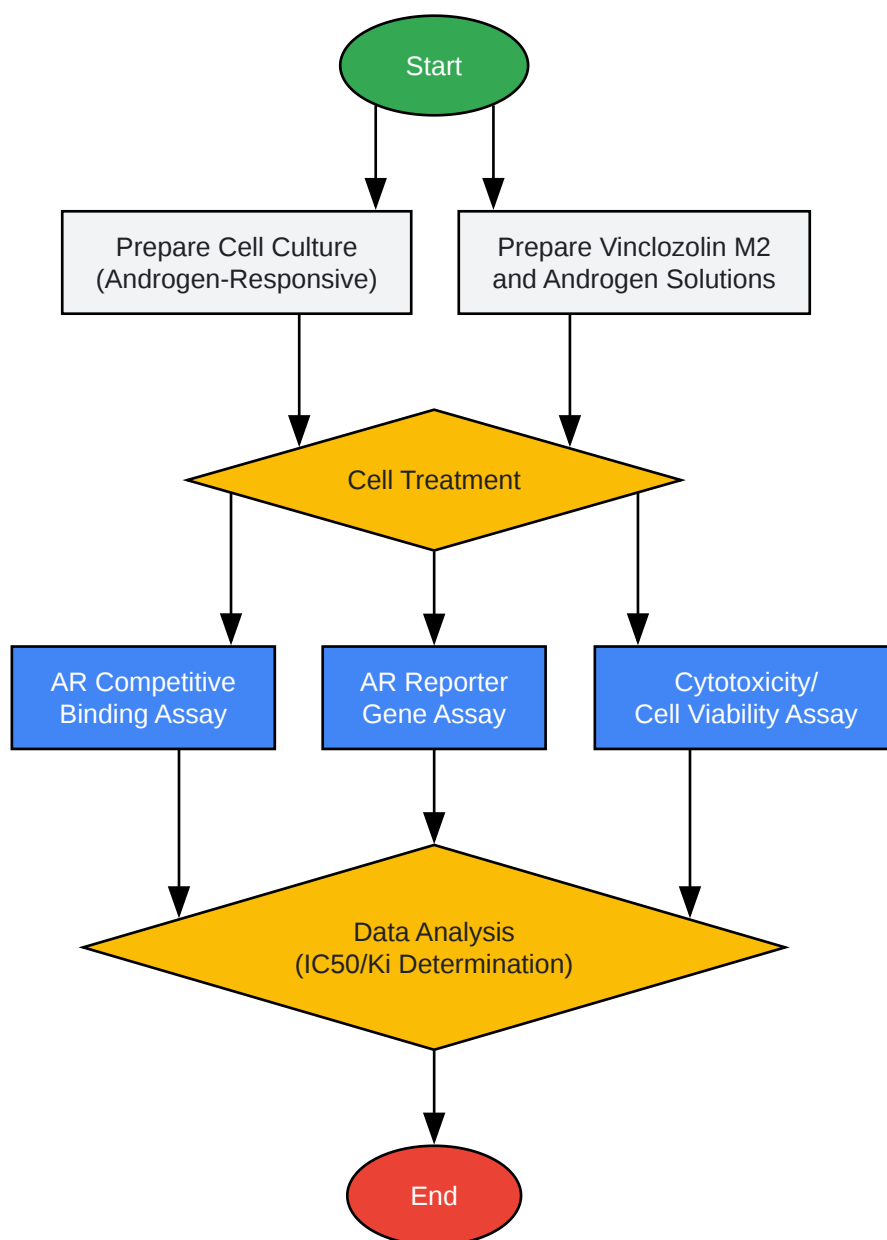 Start
Prepare Cell Culture
(Androgen-Responsive)
Prepare Vinclozolin M2
and Androgen Solutions
Cell Treatment
AR Competitive
Binding Assay
AR Reporter
Gene Assay
Cytotoxicity/
Cell Viability Assay
Data Analysis
(IC50/Ki Determination)
End